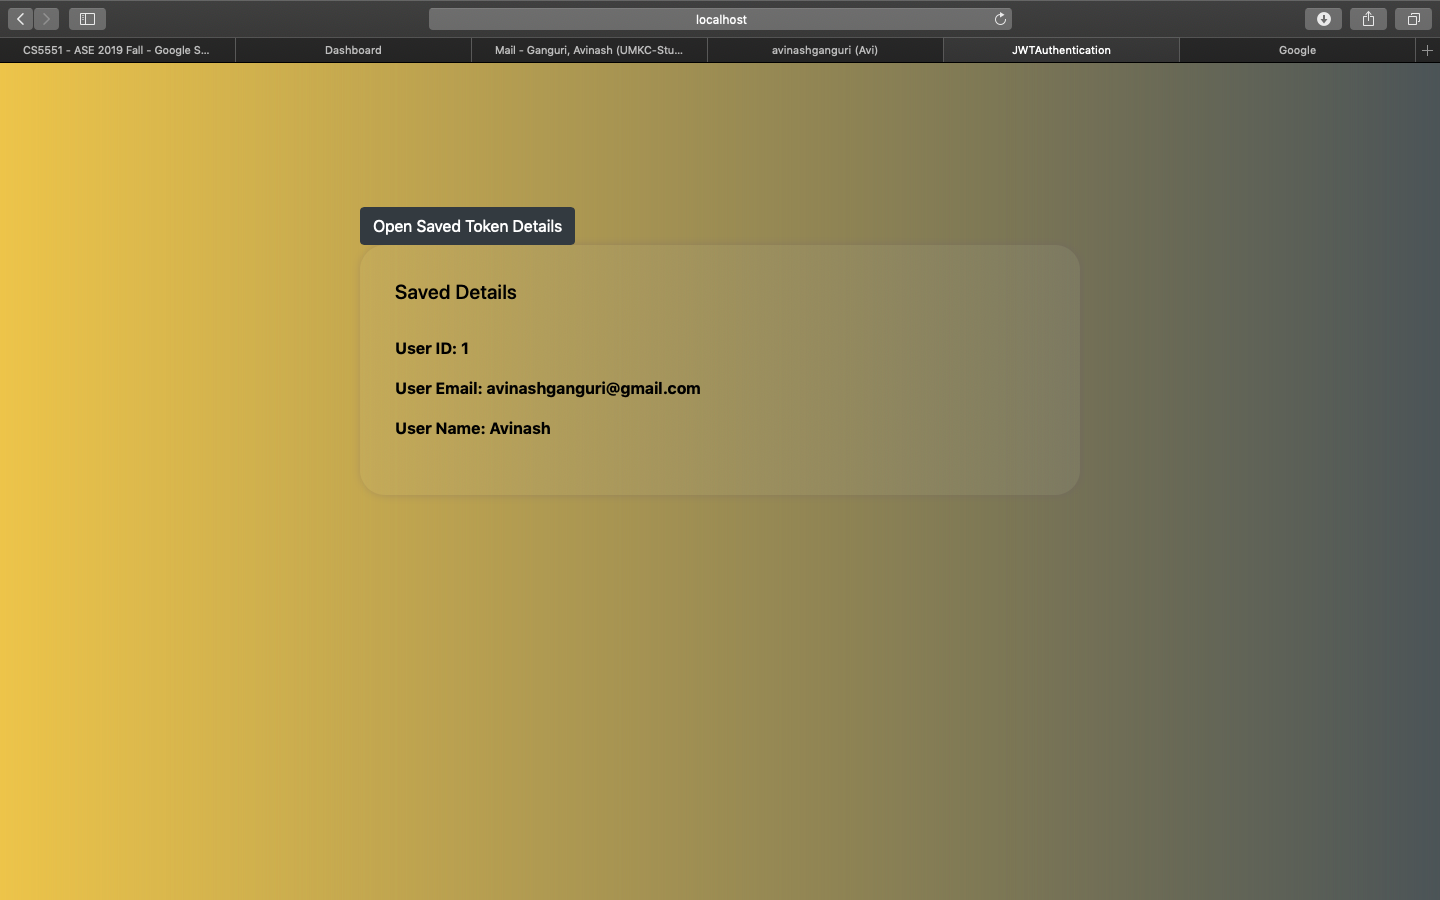 localhost
CS5551 - ASE 2019 Fall - Google S...
Dashboard
Mail - Ganguri, Avinash (UMKC-Stu...
avinashganguri (Avi)
JWTAuthentication
Google
Open Saved Token Details
Saved Details
User ID: 1
User Email: avinashganguri@gmail.com
User Name: Avinash